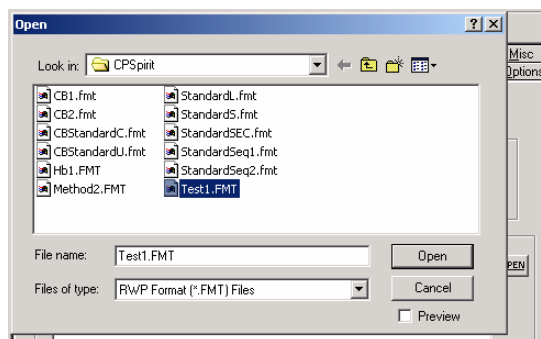 Open
Look in: CPSpirit
Misc
Options
CB1.fmt
CB2.fmt
CBStandardC.fmt
CBStandardU.fmt
Hb1.FMT
Method2.FMT
StandardL.fmt
StandardS.fmt
StandardSEC.fmt
StandardSeq1.fmt
StandardSeq2.fmt
Test1.FMT
File name: Test1.FMT
Open
PEN
Files of type: RWP Format (*.FMT) Files
Cancel
Preview